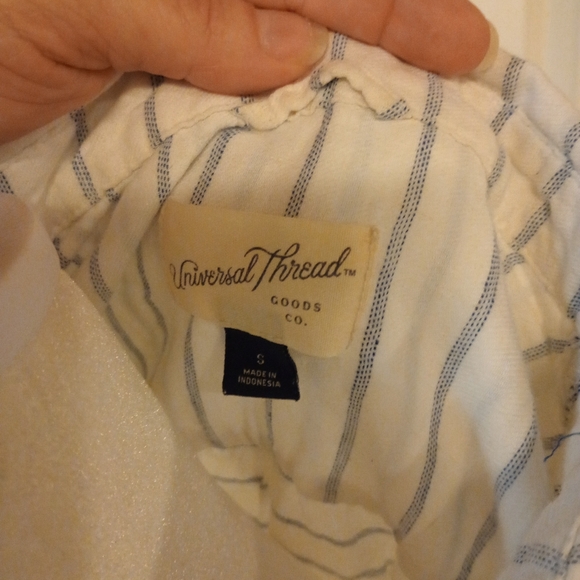 Universal Thread™
GOODS
CO.
S
MADE IN
INDONESIA